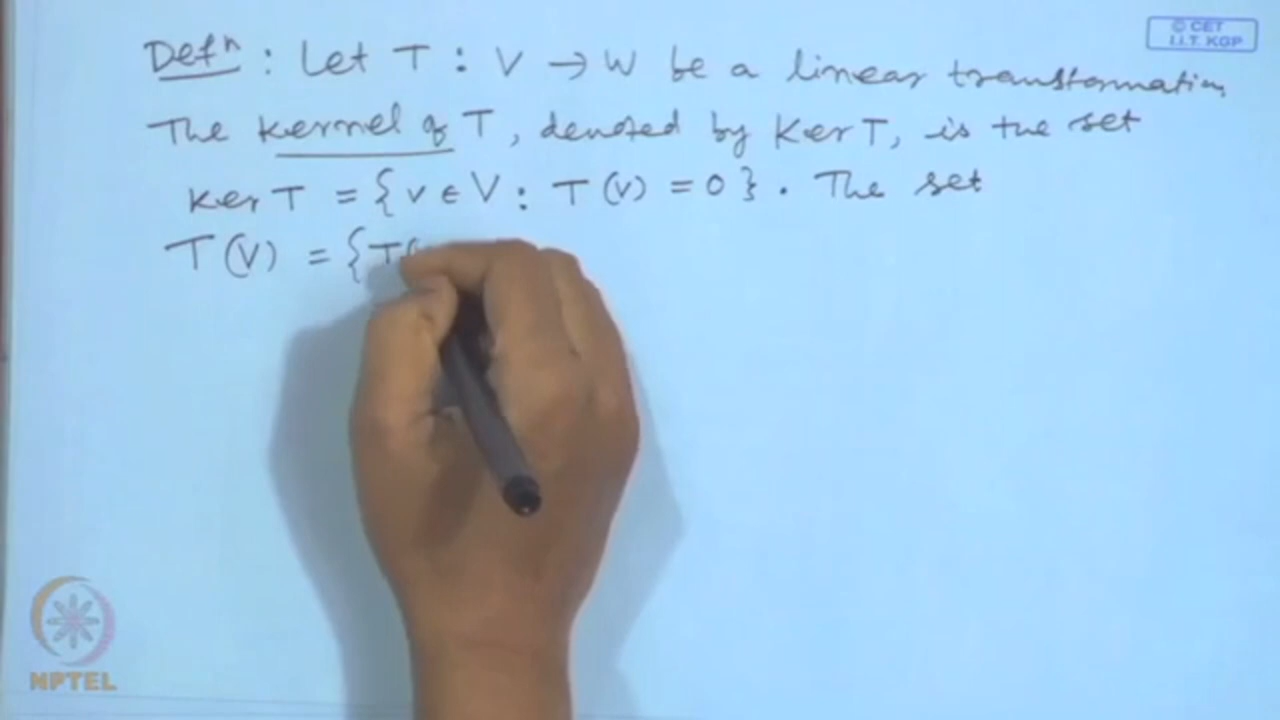 © CET
I.I.T. KGP
Defn : Let T : V → W be a linear transformation.
The kernel of T, denoted by Ker T, is the set
Ker T = { v ∈ V : T(v) = 0 } . The set
T(V) = { T(
NPTEL